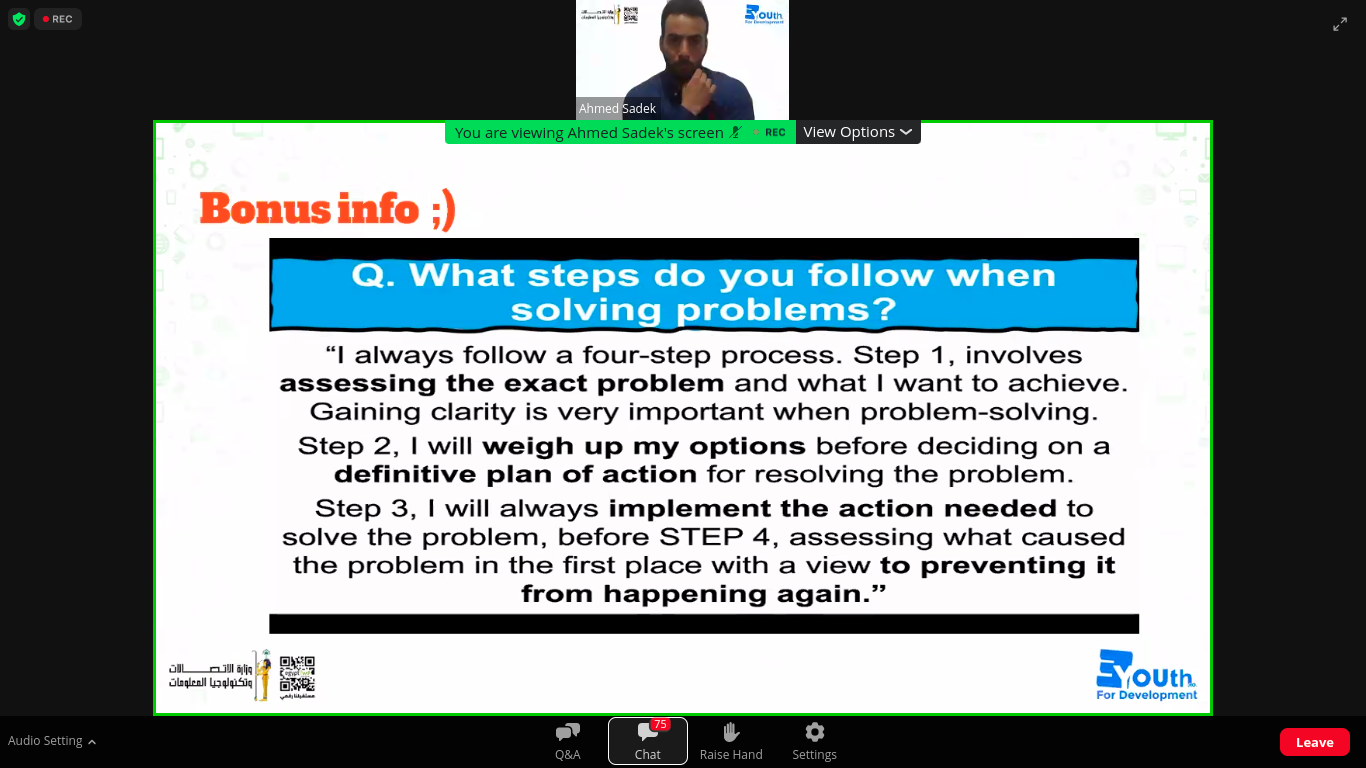 REC
Ahmed Sadek
You are viewing Ahmed Sadek's screen
REC
View Options
Bonus info ;)
Q. What steps do you follow when
solving problems?
“I always follow a four-step process. Step 1, involves
assessing the exact problem and what I want to achieve.
Gaining clarity is very important when problem-solving.
Step 2, I will weigh up my options before deciding on a
definitive plan of action for resolving the problem.
Step 3, I will always implement the action needed to
solve the problem, before STEP 4, assessing what caused
the problem in the first place with a view to preventing it
from happening again.”
وزارة الاتصالات
وتكنولوجيا المعلومات
مستقبلنا رقمي
Youth
For Development
Audio Setting
Q&A
75
Chat
Raise Hand
Settings
Leave